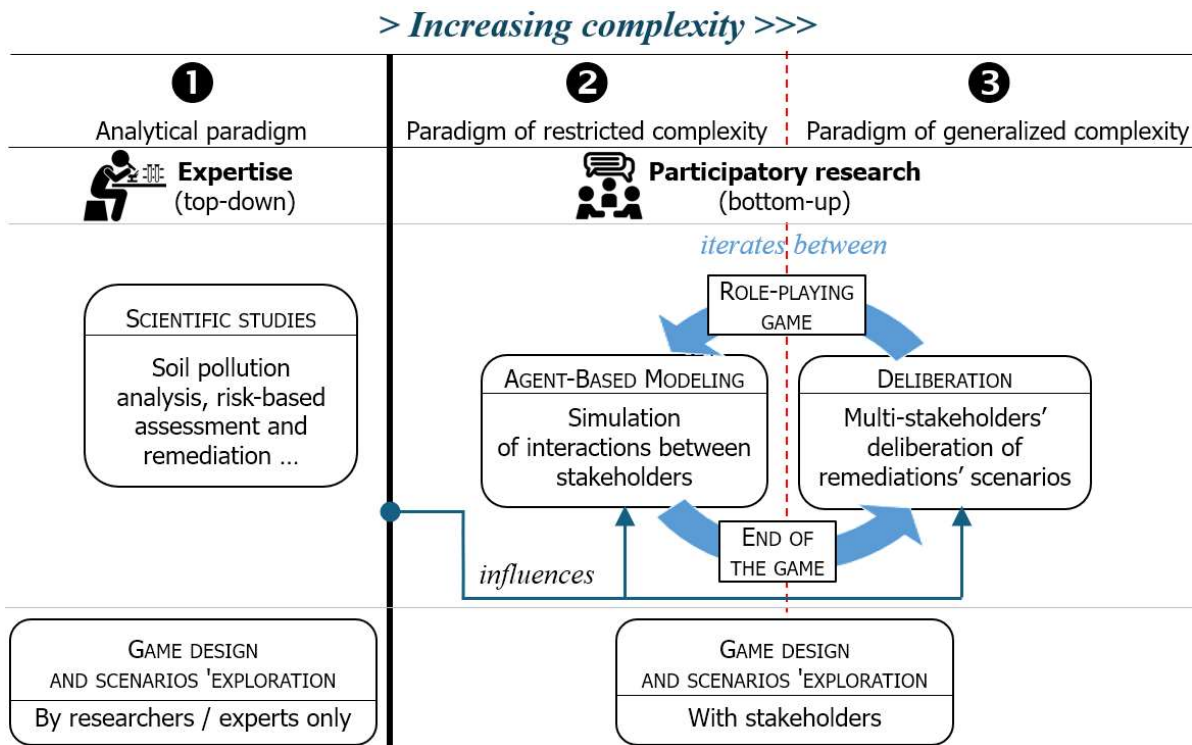 > Increasing complexity >>>
1
2
3
Analytical paradigm
Paradigm of restricted complexity
Paradigm of generalized complexity
Expertise
(top-down)
Participatory research
(bottom-up)
iterates between
ROLE-PLAYING
GAME
SCIENTIFIC STUDIES
Soil pollution
analysis, risk-based
assessment and
remediation ...
AGENT-BASED MODELING
Simulation
of interactions between
stakeholders
DELIBERATION
Multi-stakeholders'
deliberation of
remediations' scenarios
END OF
THE GAME
influences
GAME DESIGN
AND SCENARIOS 'EXPLORATION
By researchers / experts only
GAME DESIGN
AND SCENARIOS 'EXPLORATION
With stakeholders